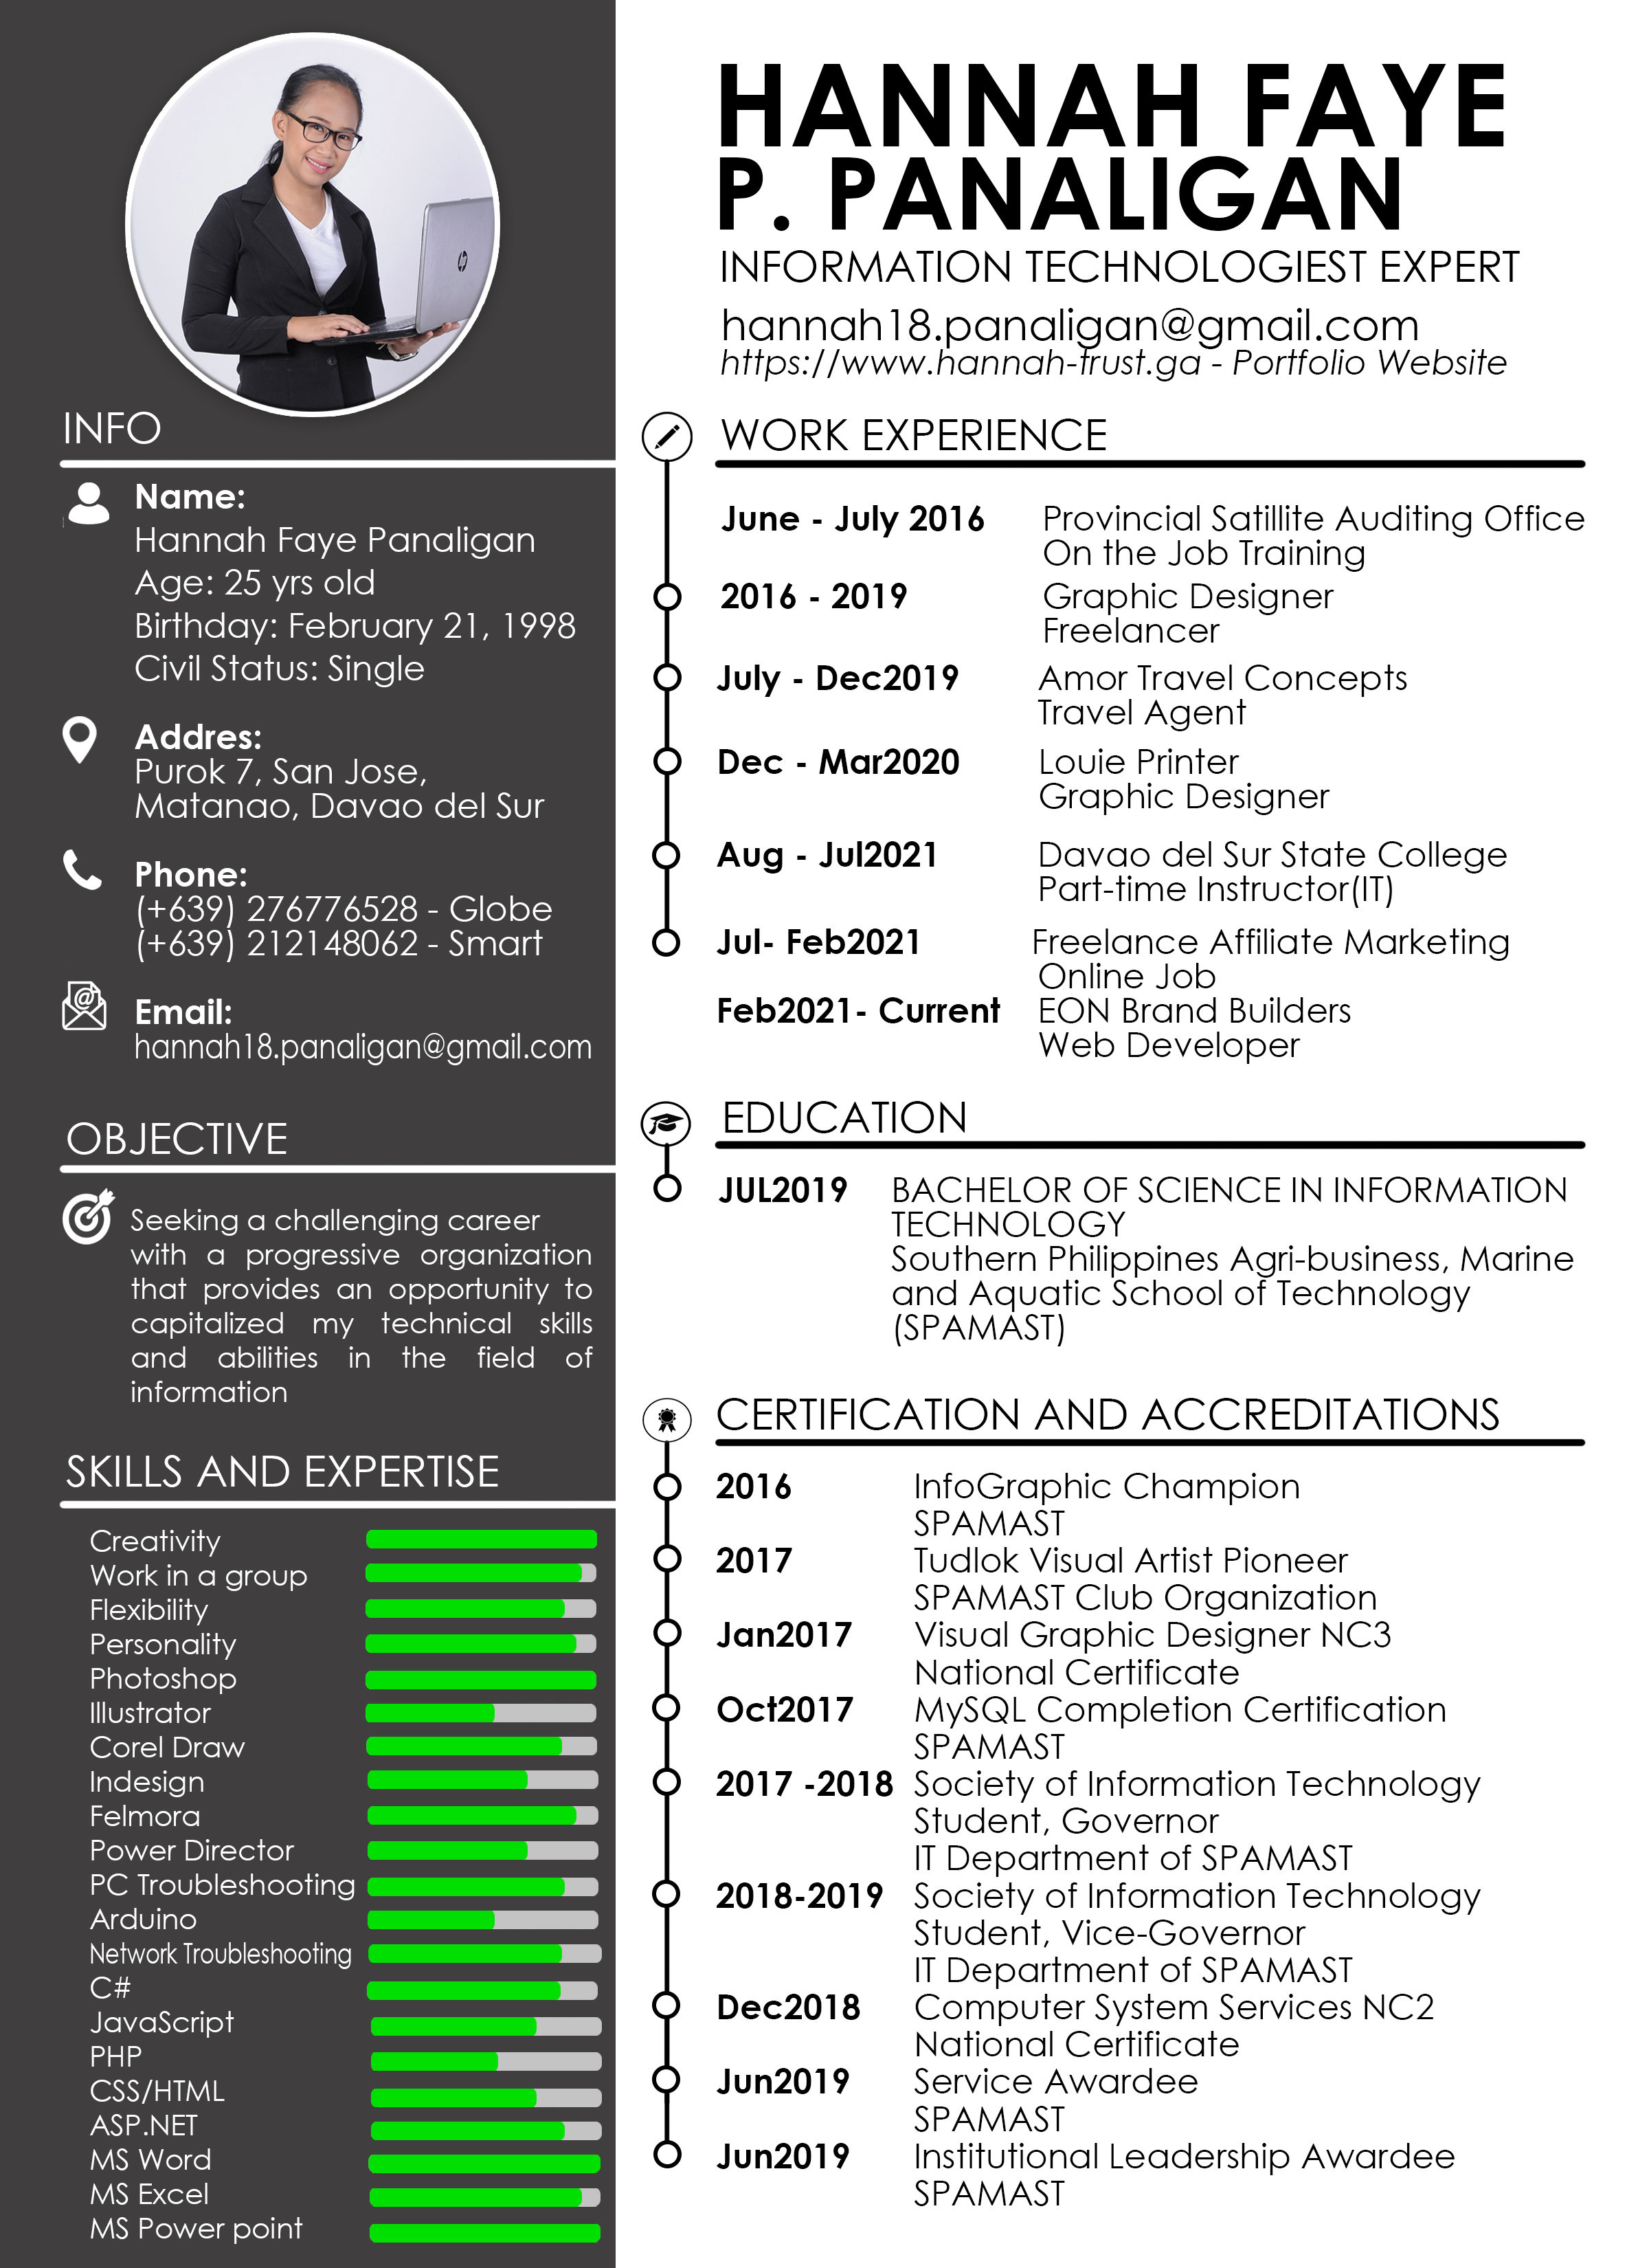 HANNAH FAYE
P. PANALIGAN
INFORMATION TECHNOLOGIEST EXPERT
hannah18.panaligan@gmail.com
https://www.hannah-frust.ga - Portfolio Website
INFO
Name:
Hannah Faye Panaligan
Age: 25 yrs old
Birthday: February 21, 1998
Civil Status: Single
Addres:
Purok 7, San Jose,
Matanao, Davao del Sur
Phone:
(+639) 276776528 - Globe
(+639) 212148062 - Smart
Email:
hannah18.panaligan@gmail.com
OBJECTIVE
Seeking a challenging career
with a progressive organization
that provides an opportunity to
capitalized my technical skills
and abilities in the field of
information
SKILLS AND EXPERTISE
Creativity
Work in a group
Flexibility
Personality
Photoshop
Illustrator
Corel Draw
Indesign
Felmora
Power Director
PC Troubleshooting
Arduino
Network Troubleshooting
C#
JavaScript
PHP
CSS/HTML
ASP.NET
MS Word
MS Excel
MS Power point
WORK EXPERIENCE
June - July 2016 Provincial Satillite Auditing Office
On the Job Training
2016 - 2019 Graphic Designer
Freelancer
July - Dec2019 Amor Travel Concepts
Travel Agent
Dec - Mar2020 Louie Printer
Graphic Designer
Aug - Jul2021 Davao del Sur State College
Part-time Instructor(IT)
Jul- Feb2021 Freelance Affiliate Marketing
Online Job
Feb2021- Current EON Brand Builders
Web Developer
EDUCATION
JUL2019 BACHELOR OF SCIENCE IN INFORMATION
TECHNOLOGY
Southern Philippines Agri-business, Marine
and Aquatic School of Technology
(SPAMAST)
CERTIFICATION AND ACCREDITATIONS
2016 InfoGraphic Champion
SPAMAST
2017 Tudlok Visual Artist Pioneer
SPAMAST Club Organization
Jan2017 Visual Graphic Designer NC3
National Certificate
Oct2017 MySQL Completion Certification
SPAMAST
2017 -2018 Society of Information Technology
Student, Governor
IT Department of SPAMAST
2018-2019 Society of Information Technology
Student, Vice-Governor
IT Department of SPAMAST
Dec2018 Computer System Services NC2
National Certificate
Jun2019 Service Awardee
SPAMAST
Jun2019 Institutional Leadership Awardee
SPAMAST